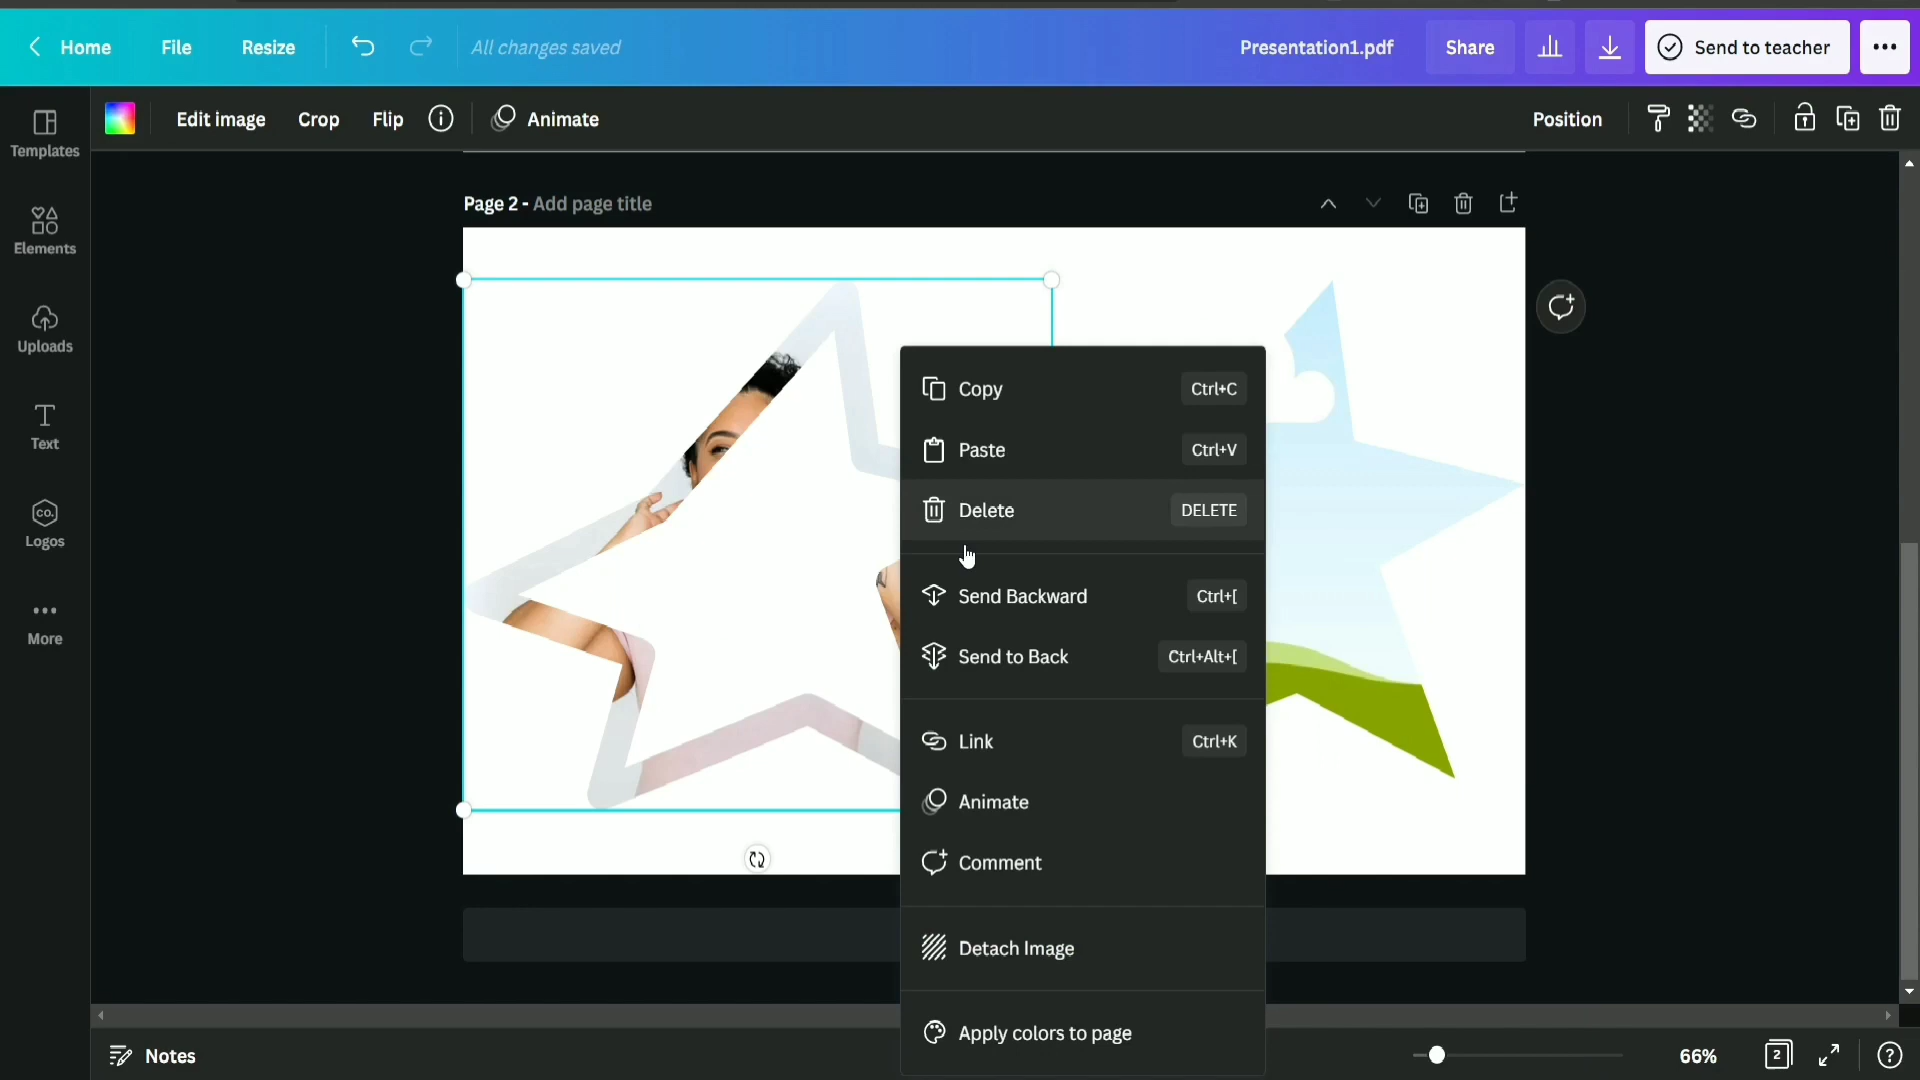 Home
File
Resize
All changes saved
Presentation1.pdf
Share
Send to teacher
Edit image
Crop
Flip
Animate
Position
Templates
Elements
Uploads
Text
CO.
Logos
More
Page 2 - Add page title
Copy Ctrl+C
Paste Ctrl+V
Delete DELETE
Send Backward Ctrl+[
Send to Back Ctrl+Alt+[
Link Ctrl+K
Animate
Comment
Detach Image
Apply colors to page
Notes
66%
2
?